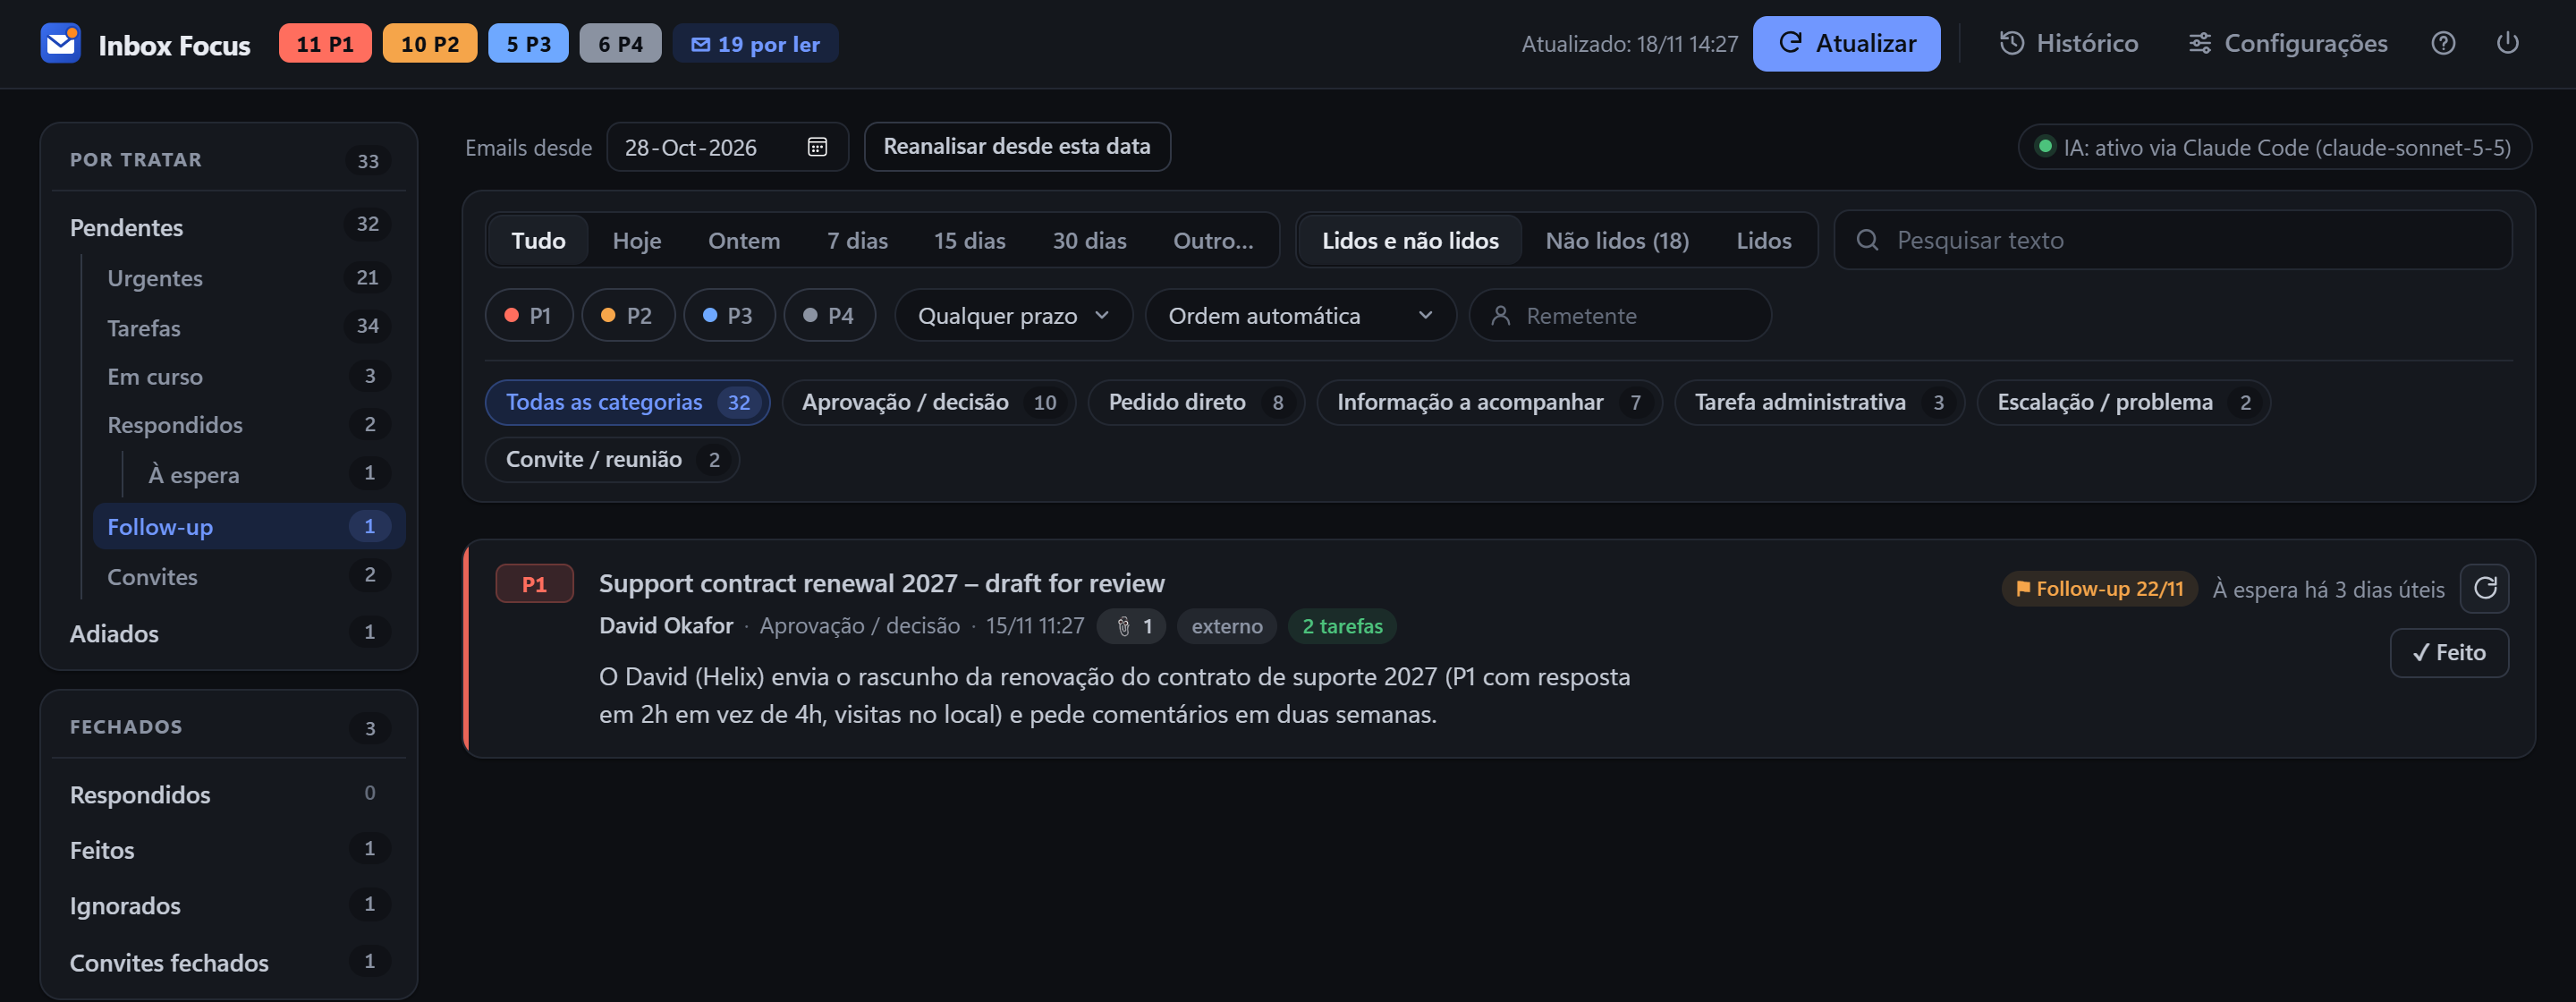 Inbox Focus 11 P1 10 P2 5 P3 6 P4 19 por ler Atualizado: 18/11 14:27 Atualizar Histórico Configurações
POR TRATAR 33
Pendentes 32
Urgentes 21
Tarefas 34
Em curso 3
Respondidos 2
À espera 1
Follow-up 1
Convites 2
Adiados 1
FECHADOS 3
Respondidos 0
Feitos 1
Ignorados 1
Convites fechados 1
Emails desde 28-Oct-2026 Reanalisar desde esta data IA: ativo via Claude Code (claude-sonnet-5-5)
Tudo Hoje Ontem 7 dias 15 dias 30 dias Outro... Lidos e não lidos Não lidos (18) Lidos Pesquisar texto
P1 P2 P3 P4 Qualquer prazo Ordem automática Remetente
Todas as categorias 32 Aprovação / decisão 10 Pedido direto 8 Informação a acompanhar 7 Tarefa administrativa 3 Escalação / problema 2
Convite / reunião 2
P1 Support contract renewal 2027 – draft for review Follow-up 22/11 À espera há 3 dias úteis
David Okafor · Aprovação / decisão · 15/11 11:27 1 externo 2 tarefas
✓ Feito
O David (Helix) envia o rascunho da renovação do contrato de suporte 2027 (P1 com resposta
em 2h em vez de 4h, visitas no local) e pede comentários em duas semanas.